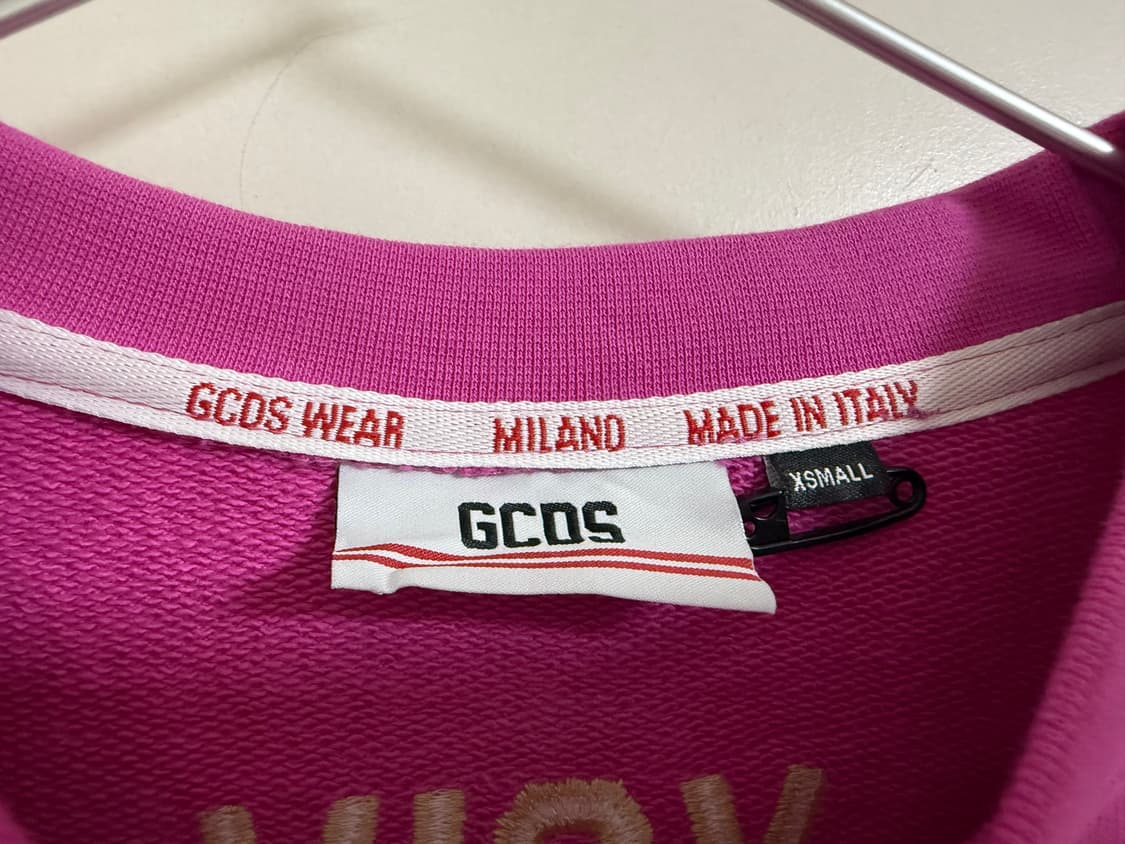 GCDS WEAR MILANO MADE IN ITALY
GCDS
XSMALL